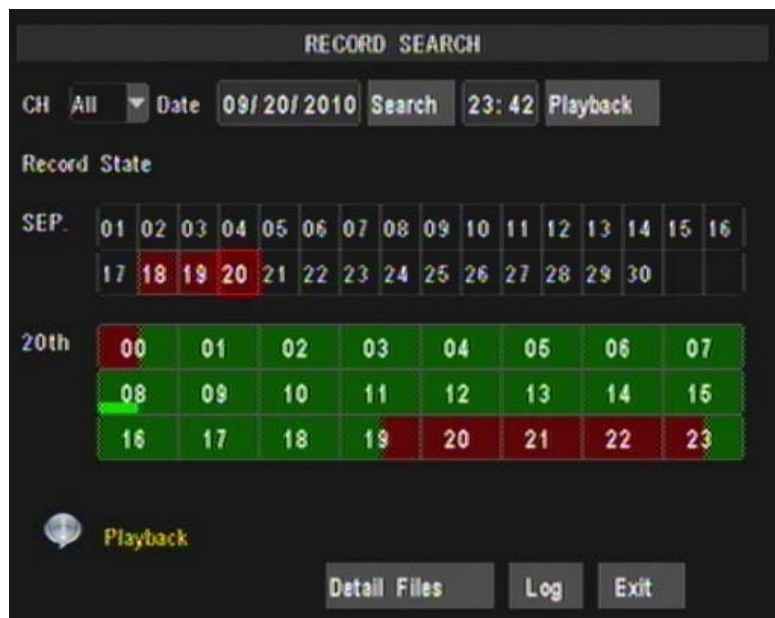 RECORD SEARCH
CH All Date 09/20/2010 Search 23:42 Playback
Record State
SEP. 01 02 03 04 05 06 07 08 09 10 11 12 13 14 15 16
17 18 19 20 21 22 23 24 25 26 27 28 29 30
20th 00 01 02 03 04 05 06 07
08 09 10 11 12 13 14 15
16 17 18 19 20 21 22 23
Playback
Detail Files Log Exit